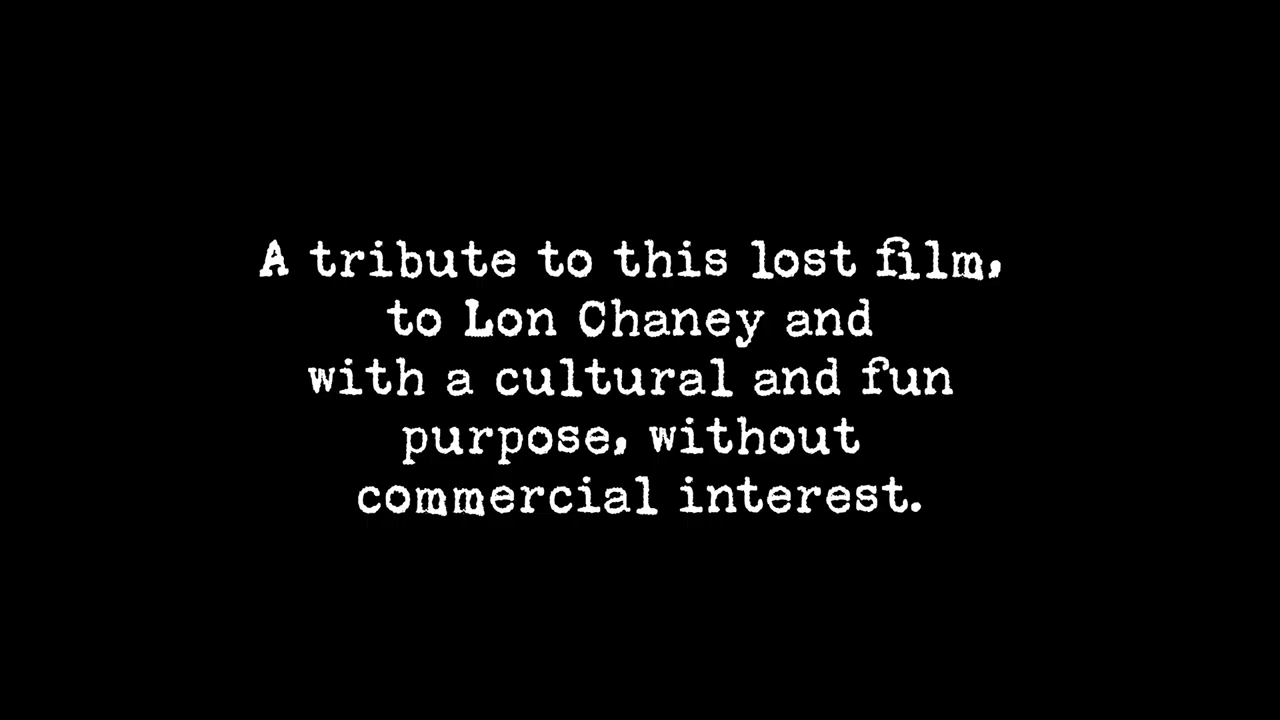 A tribute to this lost film,
to Lon Chaney and
with a cultural and fun
purpose, without
commercial interest.